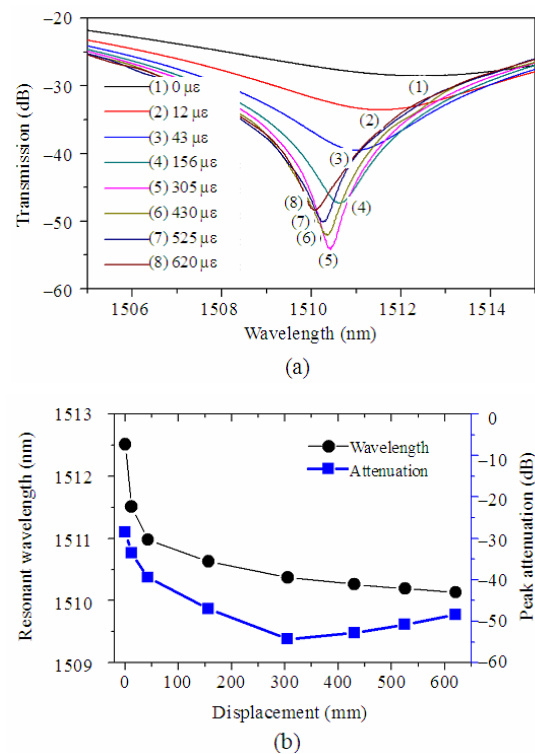 −20
−30
−40
−50
−60
Transmission (dB)
(1) 0 με
(2) 12 με
(3) 43 με
(4) 156 με
(5) 305 με
(6) 430 με
(7) 525 με
(8) 620 με
(1)
(2)
(3)
(8)
(4)
(7)
(6)
(5)
1506 1508 1510 1512 1514
Wavelength (nm)
(a)
1513
1512
1511
1510
1509
Resonant wavelength (nm)
Wavelength
Attenuation
0
−10
−20
−30
−40
−50
−60
Peak attenuation (dB)
0 100 200 300 400 500 600
Displacement (mm)
(b)